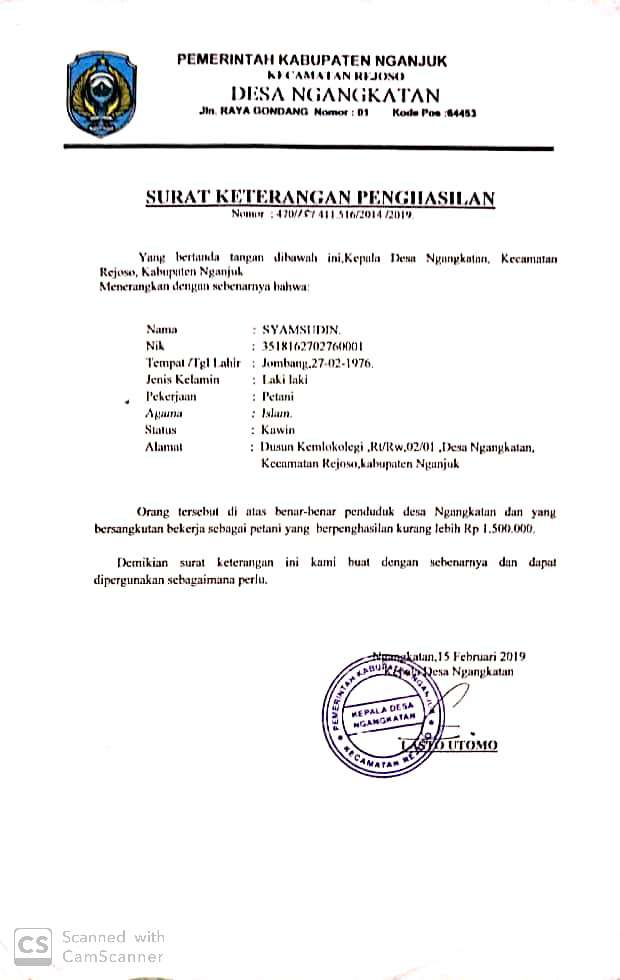 PEMERINTAH KABUPATEN NGANJUK
KECAMATAN REJOSO
DESA NGANGKATAN
Jln. RAYA GONDANG Nomor : 01 Kode Pos :64453
SURAT KETERANGAN PENGHASILAN
Nomor : 470/ / 411.516/2014 /2019.
Yang bertanda tangan dibawah ini,Kepala Desa Ngangkatan, Kecamatan
Rejoso, Kabupaten Nganjuk
Menerangkan dengan sebenarnya bahwa:
Nama : SYAMSUDIN.
Nik : 3518162702760001
Tempat /Tgl Lahir : Jombang,27-02-1976.
Jenis Kelamin : Laki laki
Pekerjaan : Petani
Agama : Islam.
Status : Kawin
Alamat : Dusun Kemlokolegi ,Rt/Rw,02/01 ,Desa Ngangkatan,
Kecamatan Rejoso,kabupaten Nganjuk
Orang tersebut di atas benar-benar penduduk desa Ngangkatan dan yang
bersangkutan bekerja sebagai petani yang berpenghasilan kurang lebih Rp 1.500.000,
Demikian surat keterangan ini kami buat dengan sebenarnya dan dapat
dipergunakan sebagaimana perlu.
Ngangkatan,15 Februari 2019
Kepala Desa Ngangkatan
PEMERINTAH KABUPATEN NGANJUK
KEPALA DESA
NGANGKATAN
KECAMATAN REJOSO
UTOMO
CS Scanned with
CamScanner